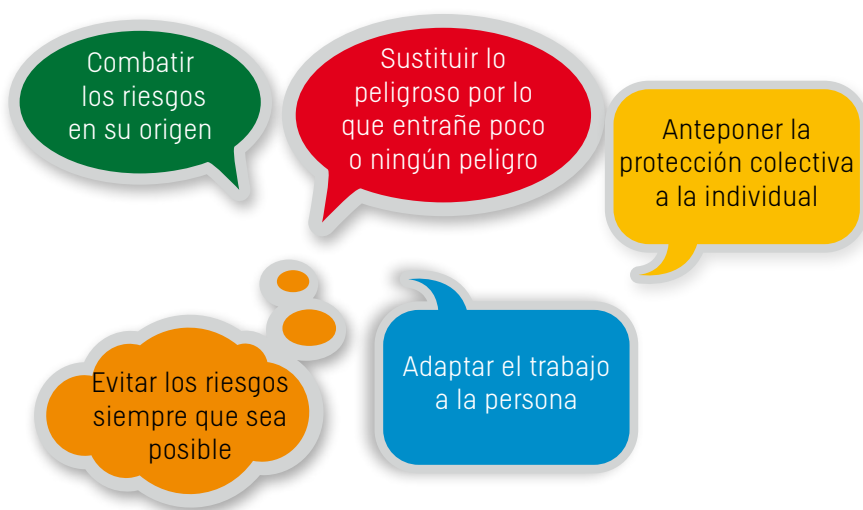 Combatir
los riesgos
en su origen
Sustituir lo
peligroso por lo
que entrañe poco
o ningún peligro
Anteponer la
protección colectiva
a la individual
Evitar los riesgos
siempre que sea
posible
Adaptar el trabajo
a la persona